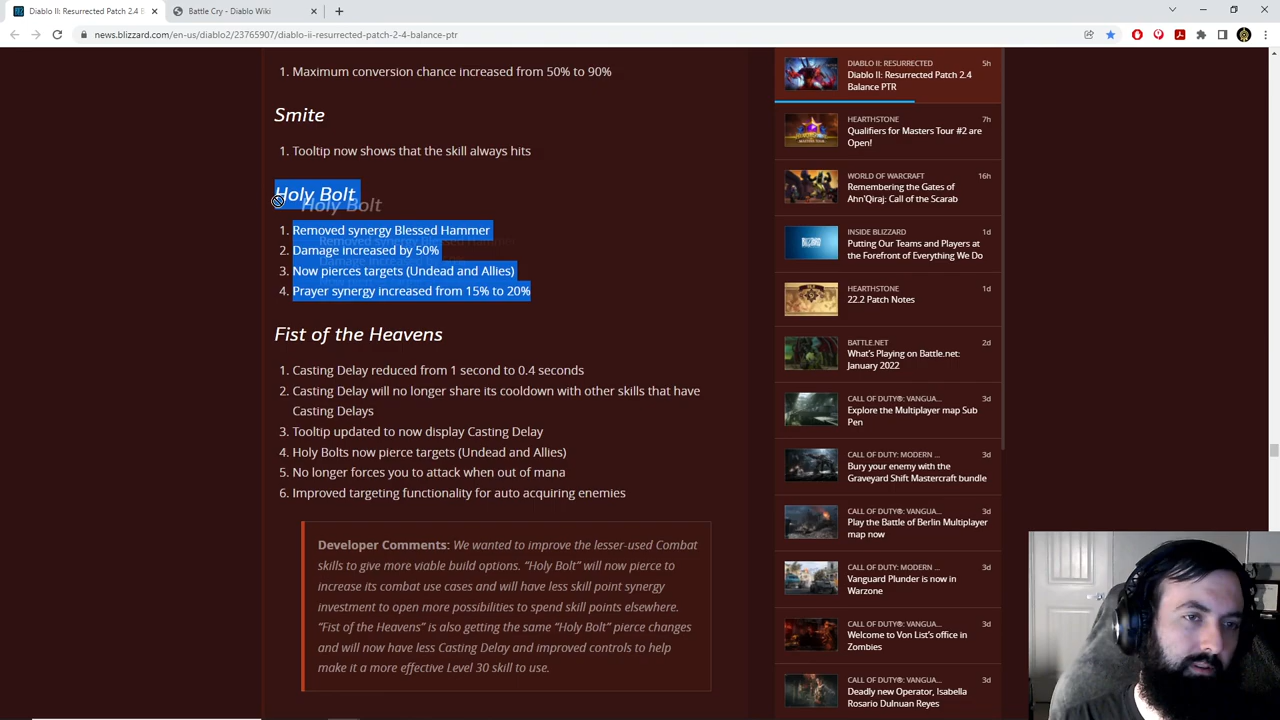 Diablo II: Resurrected Patch 2.4 B
Battle Cry - Diablo Wiki
news.blizzard.com/en-us/diablo2/23765907/diablo-ii-resurrected-patch-2-4-balance-ptr
1. Maximum conversion chance increased from 50% to 90%
Smite
1. Tooltip now shows that the skill always hits
Holy Bolt
Holy Bolt
1. Removed synergy Blessed Hammer
2. Damage increased by 50%
3. Now pierces targets (Undead and Allies)
4. Prayer synergy increased from 15% to 20%
Fist of the Heavens
1. Casting Delay reduced from 1 second to 0.4 seconds
2. Casting Delay will no longer share its cooldown with other skills that have
Casting Delays
3. Tooltip updated to now display Casting Delay
4. Holy Bolts now pierce targets (Undead and Allies)
5. No longer forces you to attack when out of mana
6. Improved targeting functionality for auto acquiring enemies
Developer Comments: We wanted to improve the lesser-used Combat
skills to give more viable build options. “Holy Bolt” will now pierce to
increase its combat use cases and will have less skill point synergy
investment to open more possibilities to spend skill points elsewhere.
“Fist of the Heavens” is also getting the same “Holy Bolt” pierce changes
and will now have less Casting Delay and improved controls to help
make it a more effective Level 30 skill to use.
DIABLO II: RESURRECTED 5h
Diablo II: Resurrected Patch 2.4
Balance PTR
HEARTHSTONE 7h
Qualifiers for Masters Tour #2 are
Open!
WORLD OF WARCRAFT 16h
Remembering the Gates of
Ahn'Qiraj: Call of the Scarab
INSIDE BLIZZARD 1d
Putting Our Teams and Players at
the Forefront of Everything We Do
HEARTHSTONE 1d
22.2 Patch Notes
BATTLE.NET 2d
What’s Playing on Battle.net:
January 2022
CALL OF DUTY®: VANGUA... 3d
Explore the Multiplayer map Sub
Pen
CALL OF DUTY: MODERN ... 3d
Bury your enemy with the
Graveyard Shift Mastercraft bundle
CALL OF DUTY®: VANGUA... 3d
Play the Battle of Berlin Multiplayer
map now
CALL OF DUTY: MODERN ... 3d
Vanguard Plunder is now in
Warzone
CALL OF DUTY®: VANGUA... 3d
Welcome to Von List’s office in
Zombies
CALL OF DUTY®: VANGUA... 3d
Deadly new Operator, Isabella
Rosario Dulnuan Reyes